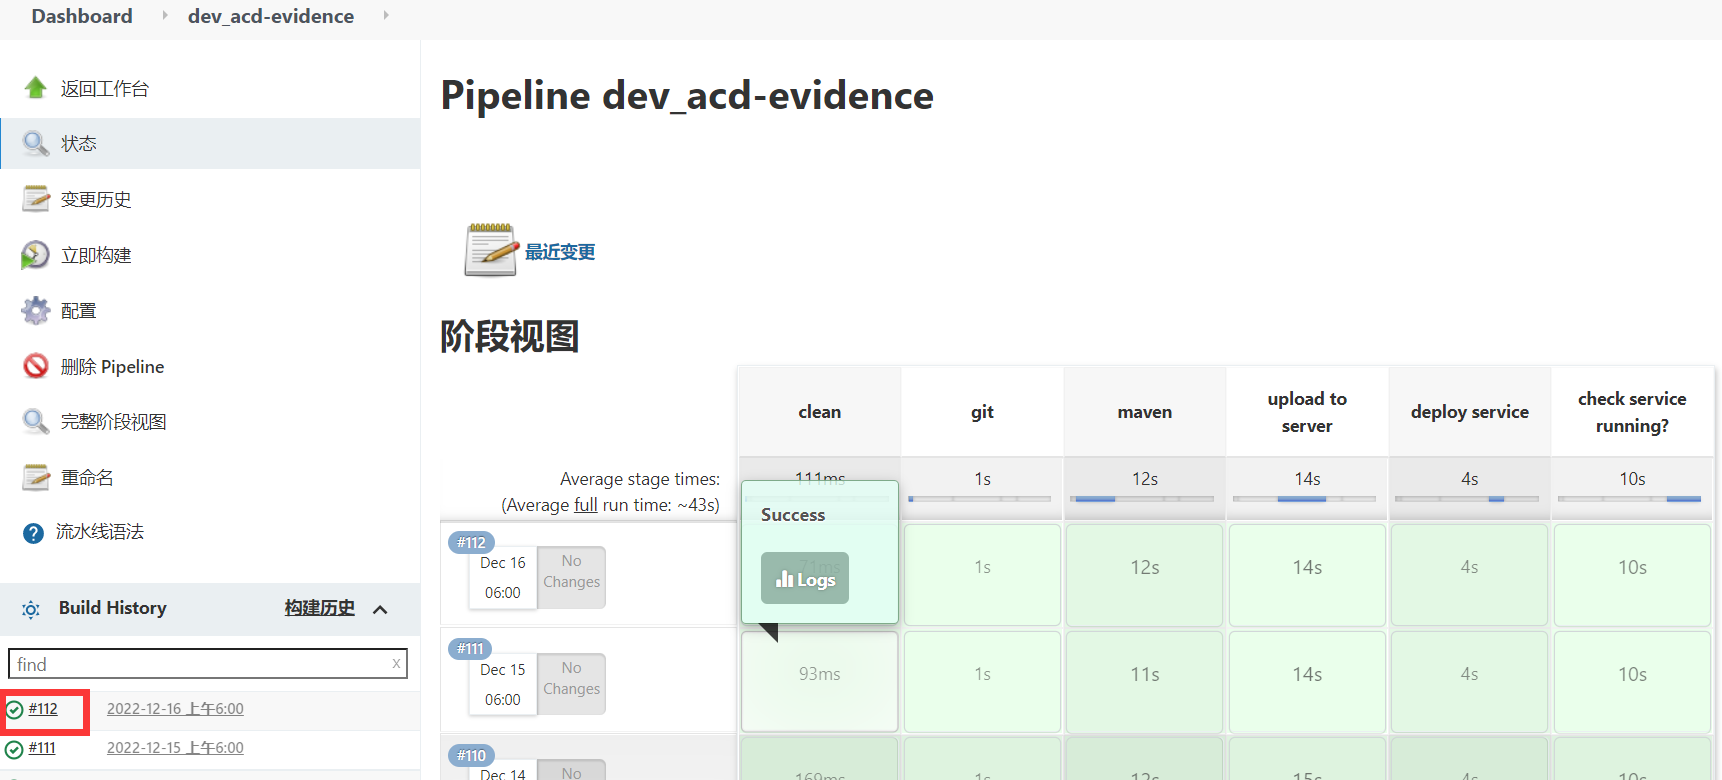 Dashboard
dev_acd-evidence
返回工作台
状态
变更历史
立即构建
配置
删除 Pipeline
完整阶段视图
重命名
流水线语法
Build History
构建历史
find
x
#112
2022-12-16 上午6:00
#111
2022-12-15 上午6:00
Pipeline dev_acd-evidence
最近变更
阶段视图
clean
git
maven
upload to
server
deploy service
check service
running?
Average stage times:
(Average full run time: ~43s)
111ms
1s
12s
14s
4s
10s
Success
Logs
#112
Dec 16
06:00
No
Changes
71ms
1s
12s
14s
4s
10s
#111
Dec 15
06:00
No
Changes
93ms
1s
11s
14s
4s
10s
#110
Dec 14
No
169ms
1s
12s
15s
4s
10s